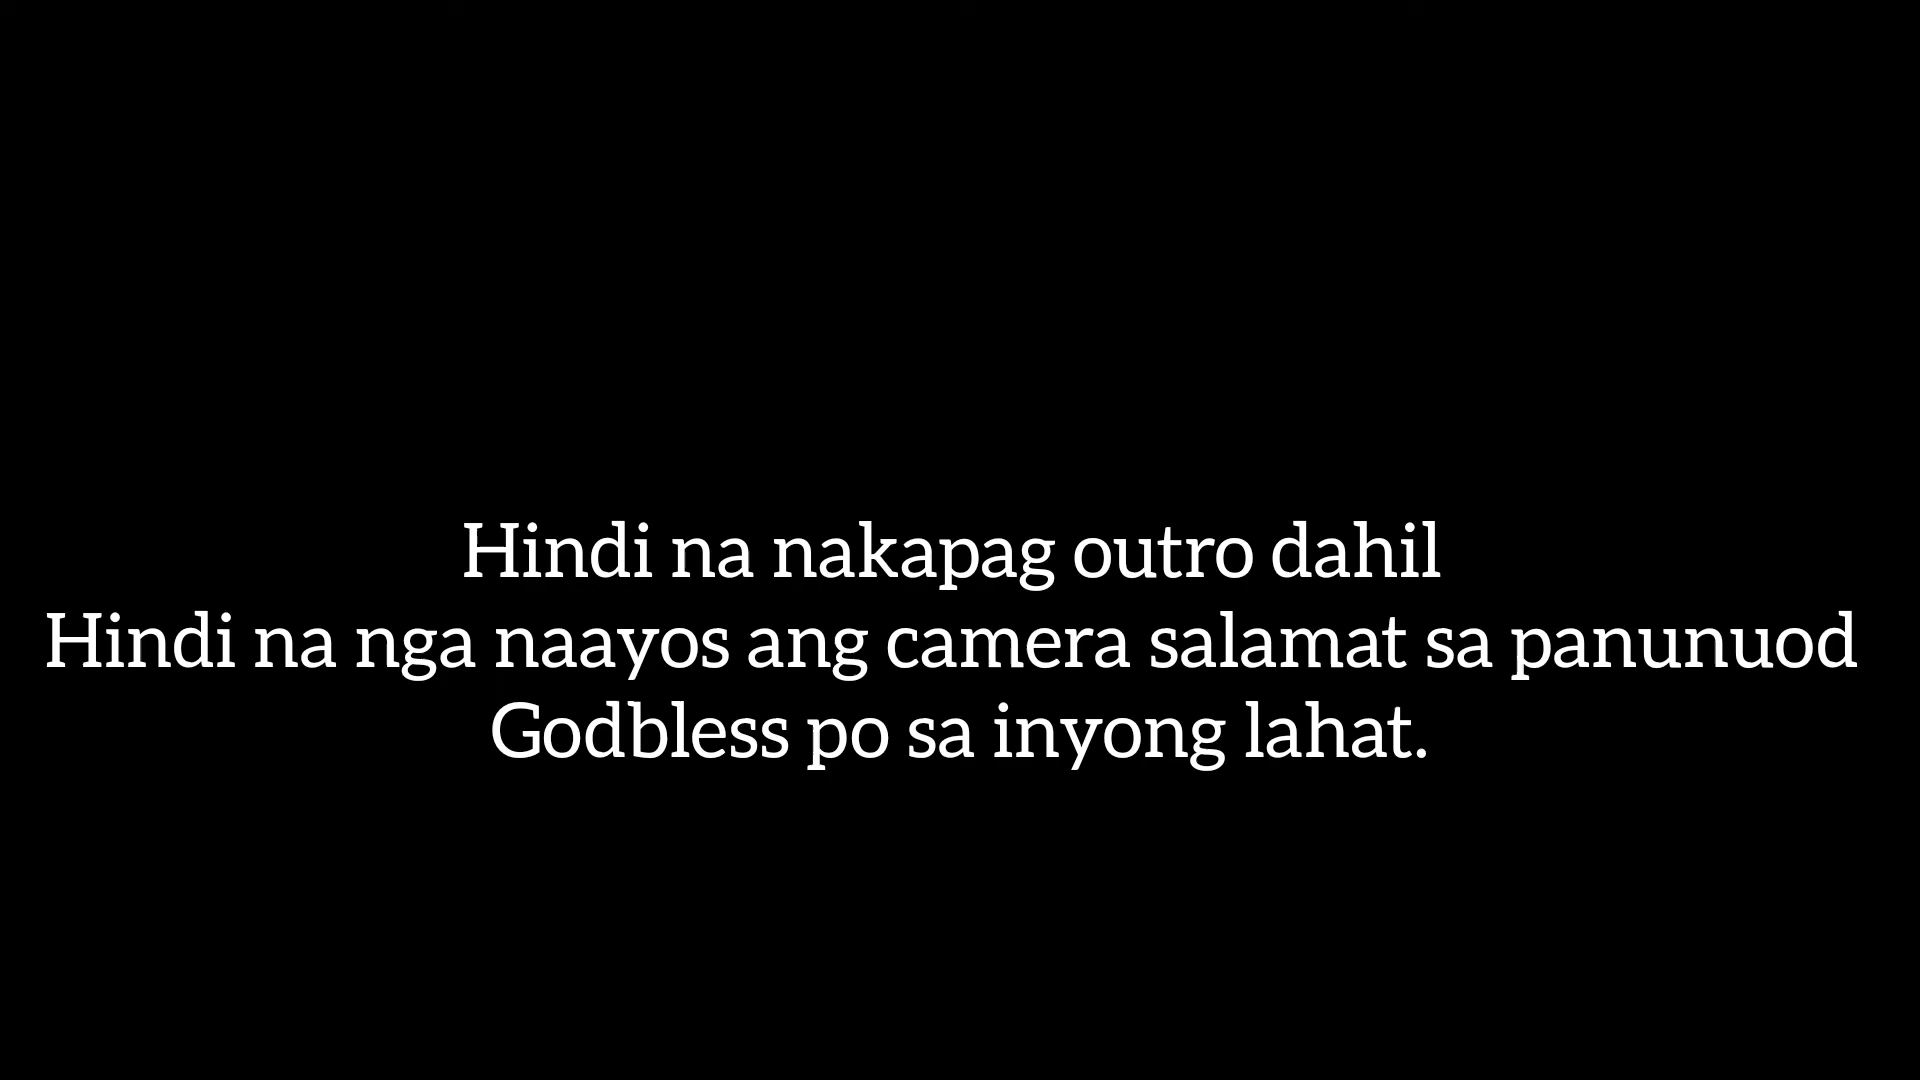 Hindi na nakapag outro dahil
Hindi na nga naayos ang camera salamat sa panunuod
Godbless po sa inyong lahat.